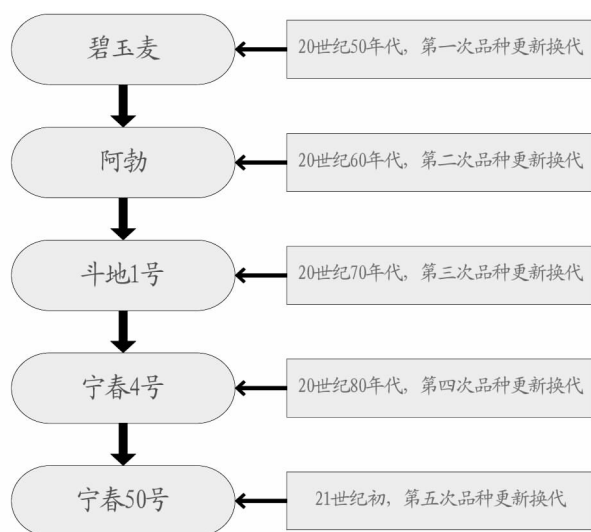 碧玉麦
20世纪50年代，第一次品种更新换代
阿勃
20世纪60年代，第二次品种更新换代
斗地1号
20世纪70年代，第三次品种更新换代
宁春4号
20世纪80年代，第四次品种更新换代
宁春50号
21世纪初，第五次品种更新换代